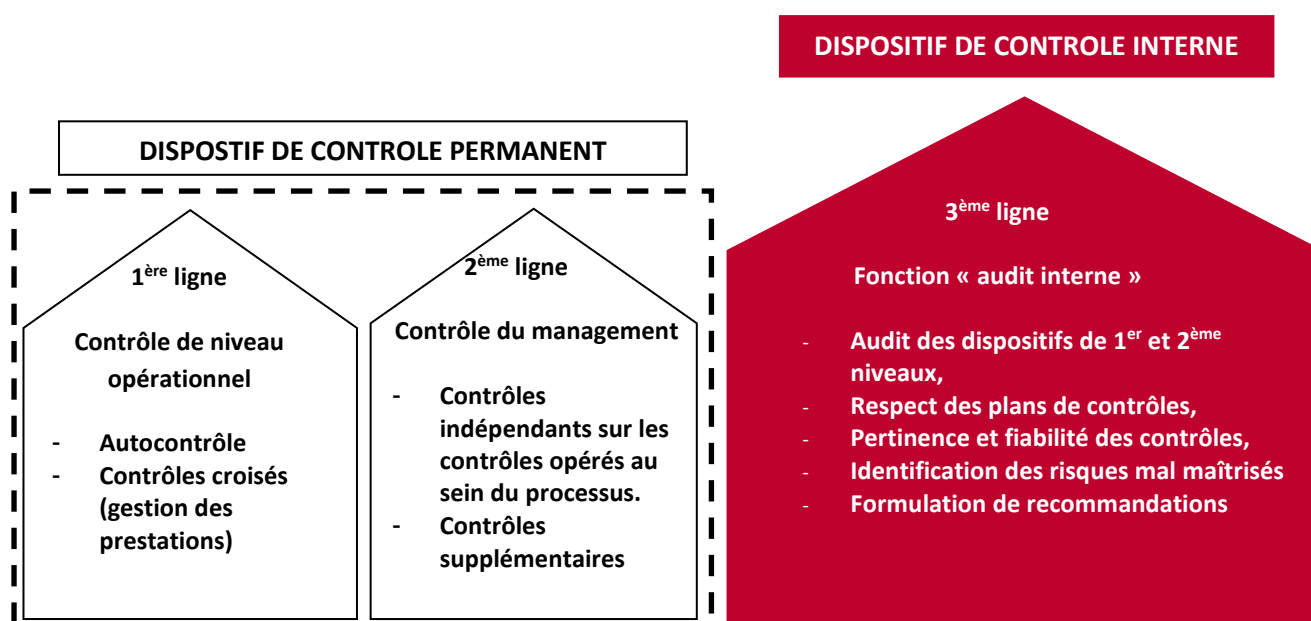 DISPOSITIF DE CONTROLE INTERNE
DISPOSTIF DE CONTROLE PERMANENT
1ère ligne
Contrôle de niveau
opérationnel
- Autocontrôle
- Contrôles croisés
(gestion des
prestations)
2ème ligne
Contrôle du management
- Contrôles
indépendants sur les
contrôles opérés au
sein du processus.
- Contrôles
supplémentaires
3ème ligne
Fonction « audit interne »
- Audit des dispositifs de 1er et 2ème
niveaux,
- Respect des plans de contrôles,
- Pertinence et fiabilité des contrôles,
- Identification des risques mal maîtrisés
- Formulation de recommandations